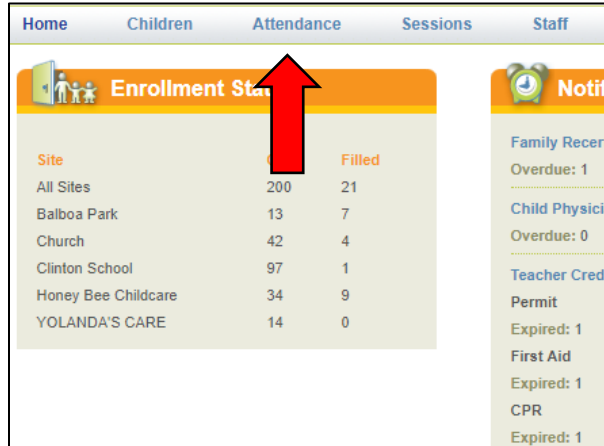 Home Children Attendance Sessions Staff
Enrollment Sta
Site Filled
All Sites 200 21
Balboa Park 13 7
Church 42 4
Clinton School 97 1
Honey Bee Childcare 34 9
YOLANDA'S CARE 14 0
Notif
Family Recer
Overdue: 1
Child Physici
Overdue: 0
Teacher Cred
Permit
Expired: 1
First Aid
Expired: 1
CPR
Expired: 1